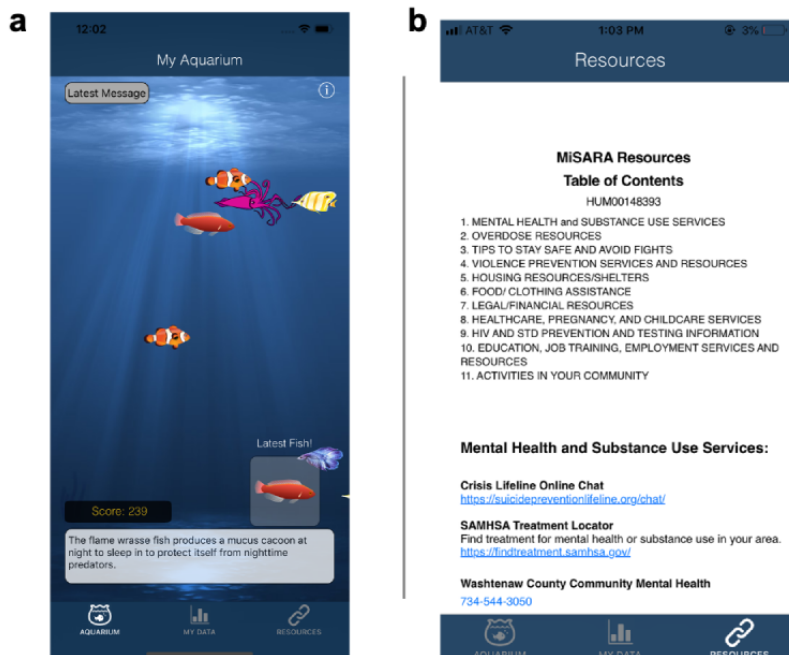 a
12:02
My Aquarium
Latest Message
i
Latest Fish!
Score: 239
The flame wrasse fish produces a mucus cacoon at
night to sleep in to protect itself from nighttime
predators.
AQUARIUM
MY DATA
RESOURCES
b
AT&T
1:03 PM
3%
Resources
MiSARA Resources
Table of Contents
HUM00148393
1. MENTAL HEALTH and SUBSTANCE USE SERVICES
2. OVERDOSE RESOURCES
3. TIPS TO STAY SAFE AND AVOID FIGHTS
4. VIOLENCE PREVENTION SERVICES AND RESOURCES
5. HOUSING RESOURCES/SHELTERS
6. FOOD/ CLOTHING ASSISTANCE
7. LEGAL/FINANCIAL RESOURCES
8. HEALTHCARE, PREGNANCY, AND CHILDCARE SERVICES
9. HIV AND STD PREVENTION AND TESTING INFORMATION
10. EDUCATION, JOB TRAINING, EMPLOYMENT SERVICES AND
RESOURCES
11. ACTIVITIES IN YOUR COMMUNITY
Mental Health and Substance Use Services:
Crisis Lifeline Online Chat
https://suicidepreventionlifeline.org/chat/
SAMHSA Treatment Locator
Find treatment for mental health or substance use in your area.
https://findtreatment.samhsa.gov/
Washtenaw County Community Mental Health
734-544-3050
AQUARIUM
MY DATA
RESOURCES